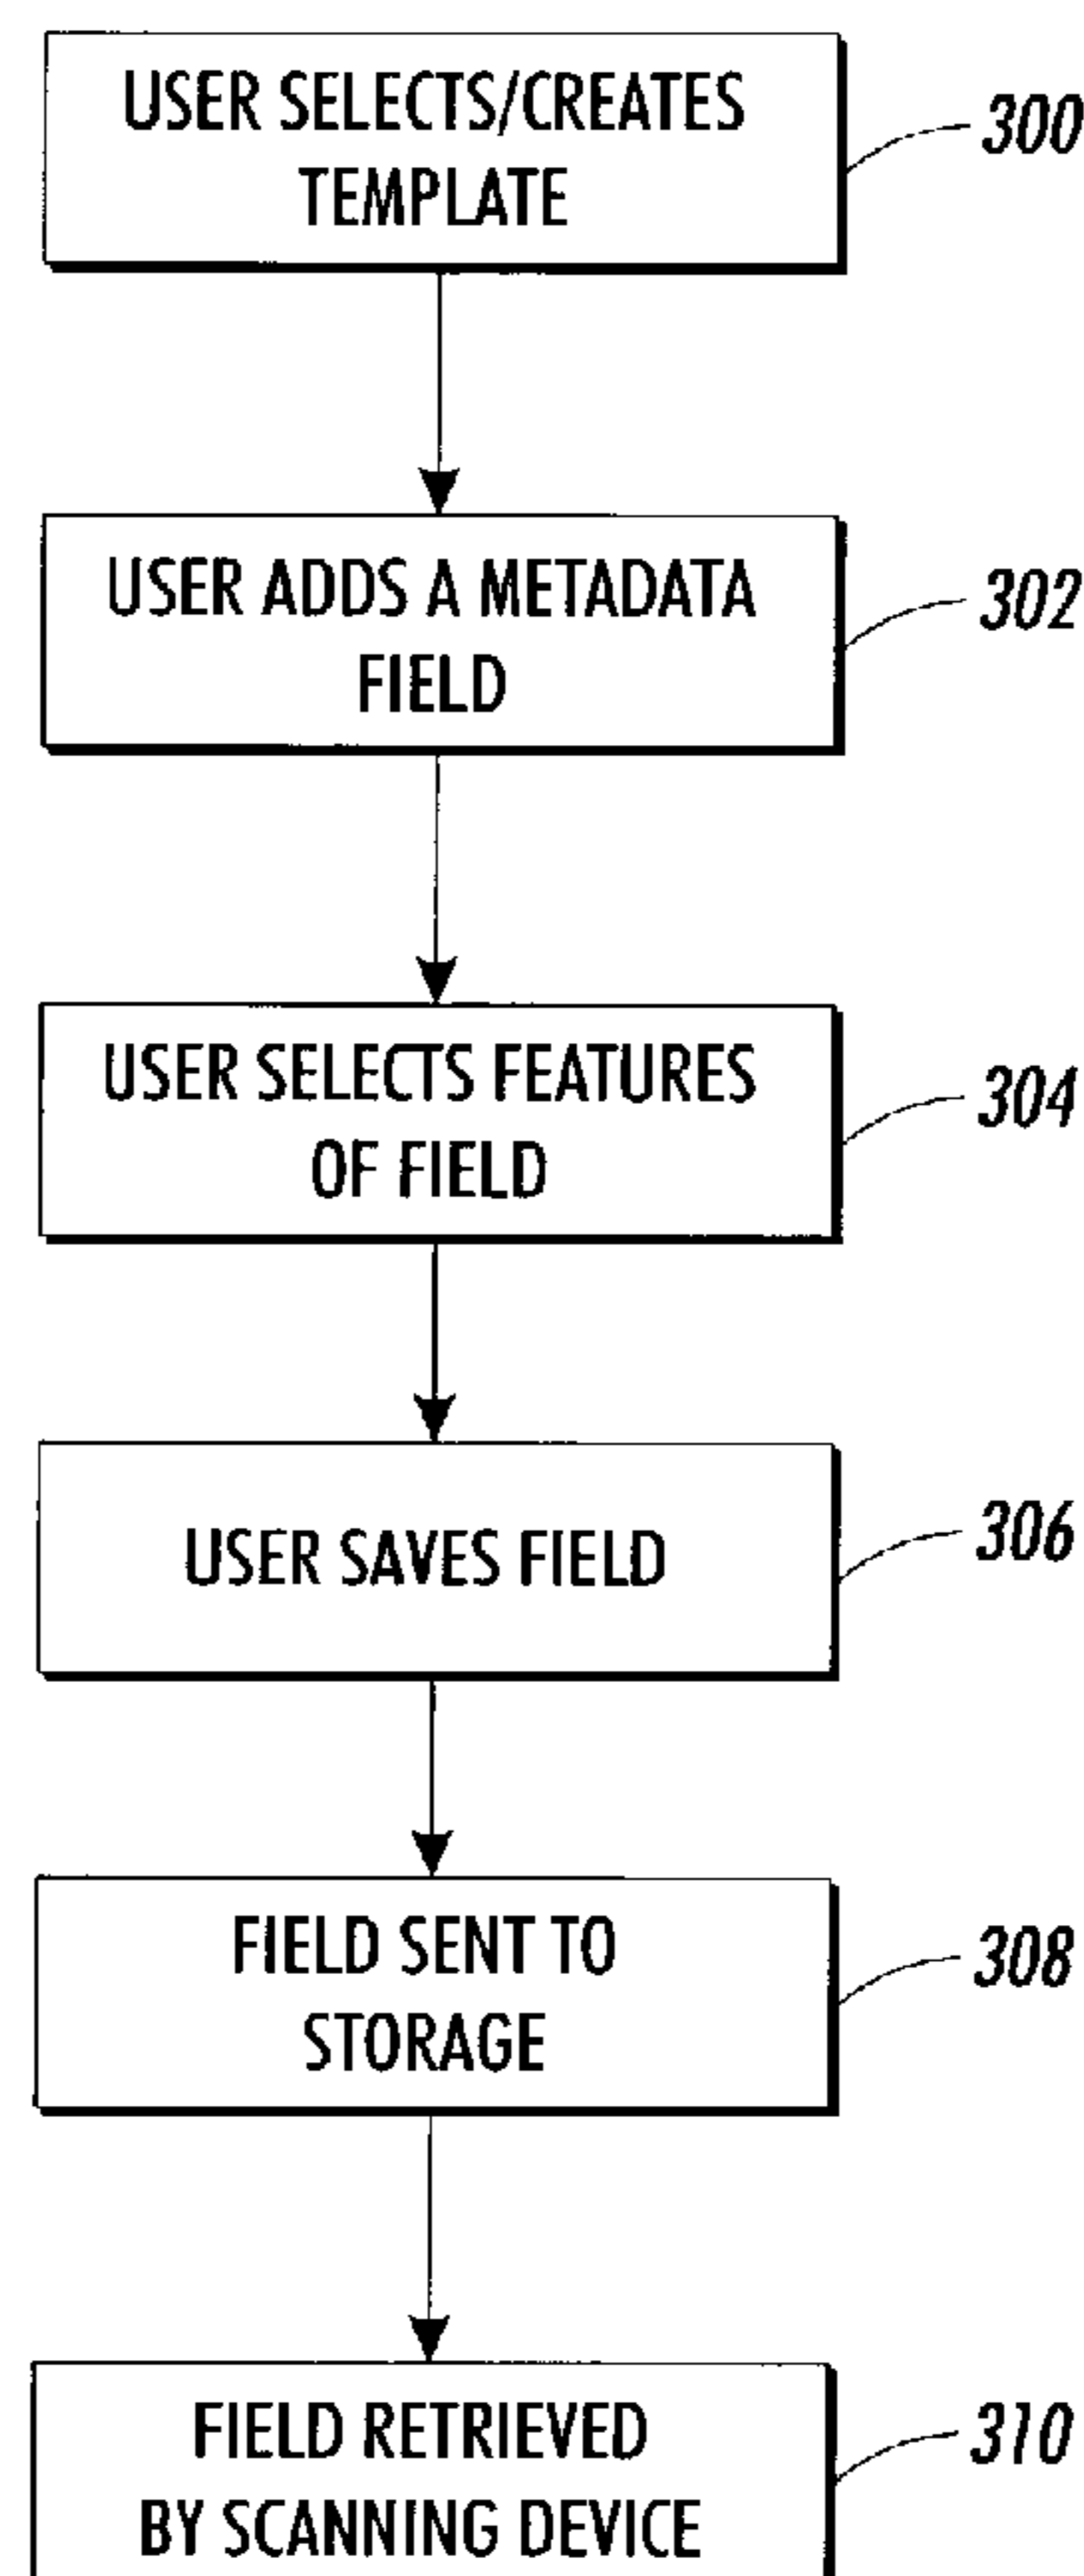 USER SELECTS/CREATES
TEMPLATE
300
USER ADDS A METADATA
FIELD
302
USER SELECTS FEATURES
OF FIELD
304
USER SAVES FIELD
306
FIELD SENT TO
STORAGE
308
FIELD RETRIEVED
BY SCANNING DEVICE
310